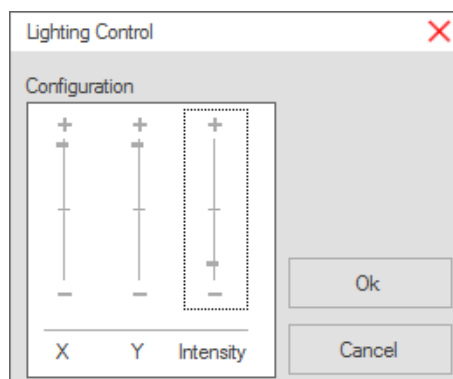 Lighting Control
Configuration
+ + +
− − −
X Y Intensity
Ok
Cancel